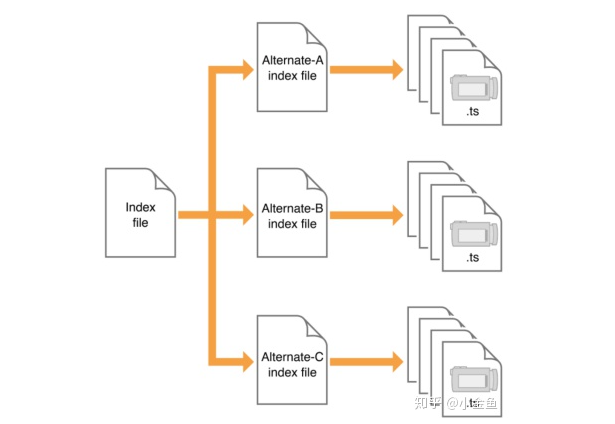 Alternate-A
index file
.ts
Index
file
Alternate-B
index file
.ts
Alternate-C
index file
.ts
知乎 @小金鱼